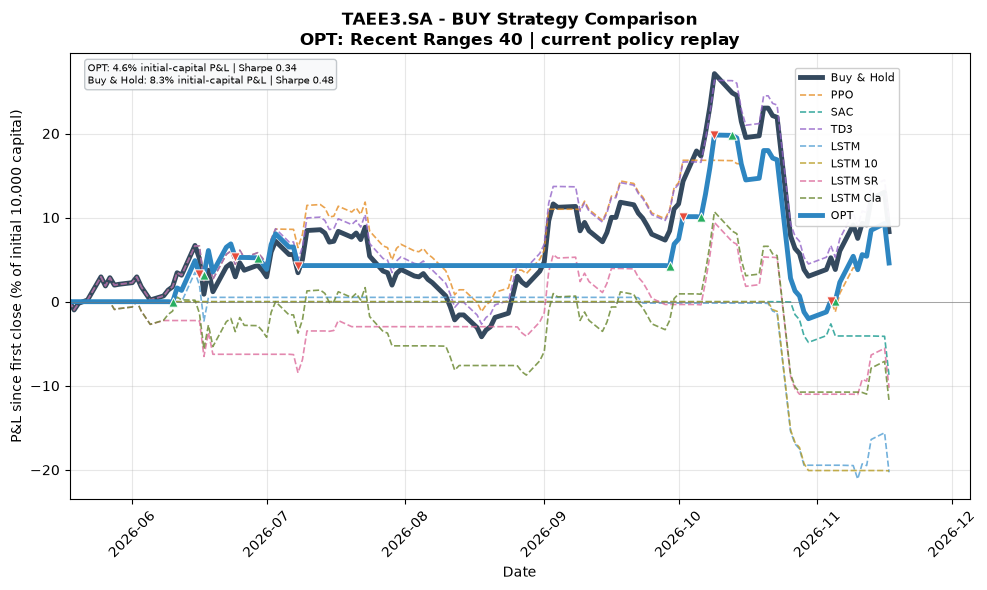 TAEE3.SA - BUY Strategy Comparison
OPT: Recent Ranges 40 | current policy replay
OPT: 4.6% initial-capital P&L | Sharpe 0.34
Buy & Hold: 8.3% initial-capital P&L | Sharpe 0.48
Buy & Hold
PPO
SAC
TD3
LSTM
LSTM 10
LSTM SR
LSTM Cla
OPT
P&L since first close (% of initial 10,000 capital)
20
10
0
−10
−20
2026-06
2026-07
2026-08
2026-09
2026-10
2026-11
2026-12
Date